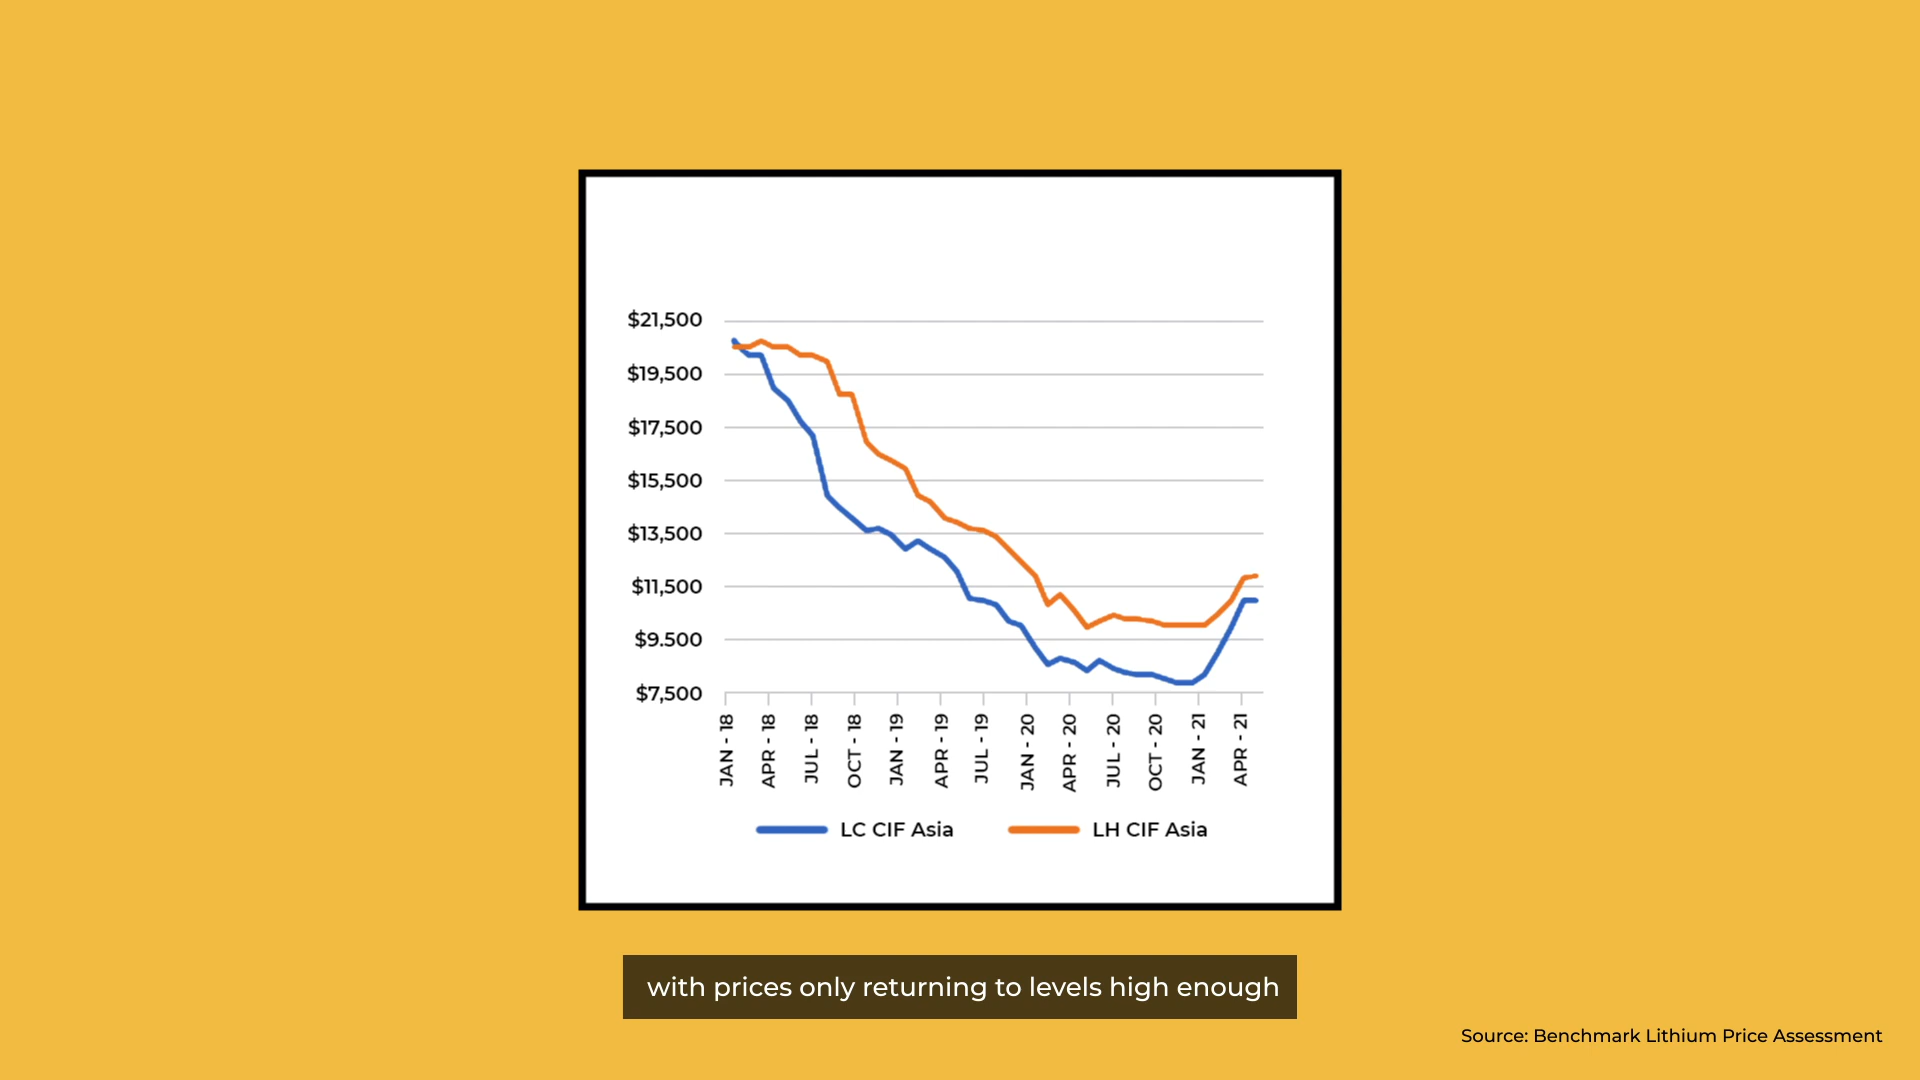 $21,500
$19,500
$17,500
$15,500
$13,500
$11,500
$9.500
$7,500
JAN - 18
APR - 18
JUL - 18
OCT - 18
JAN - 19
APR - 19
JUL - 19
JAN - 20
APR - 20
JUL - 20
OCT - 20
JAN - 21
APR - 21
LC CIF Asia
LH CIF Asia
with prices only returning to levels high enough
Source: Benchmark Lithium Price Assessment